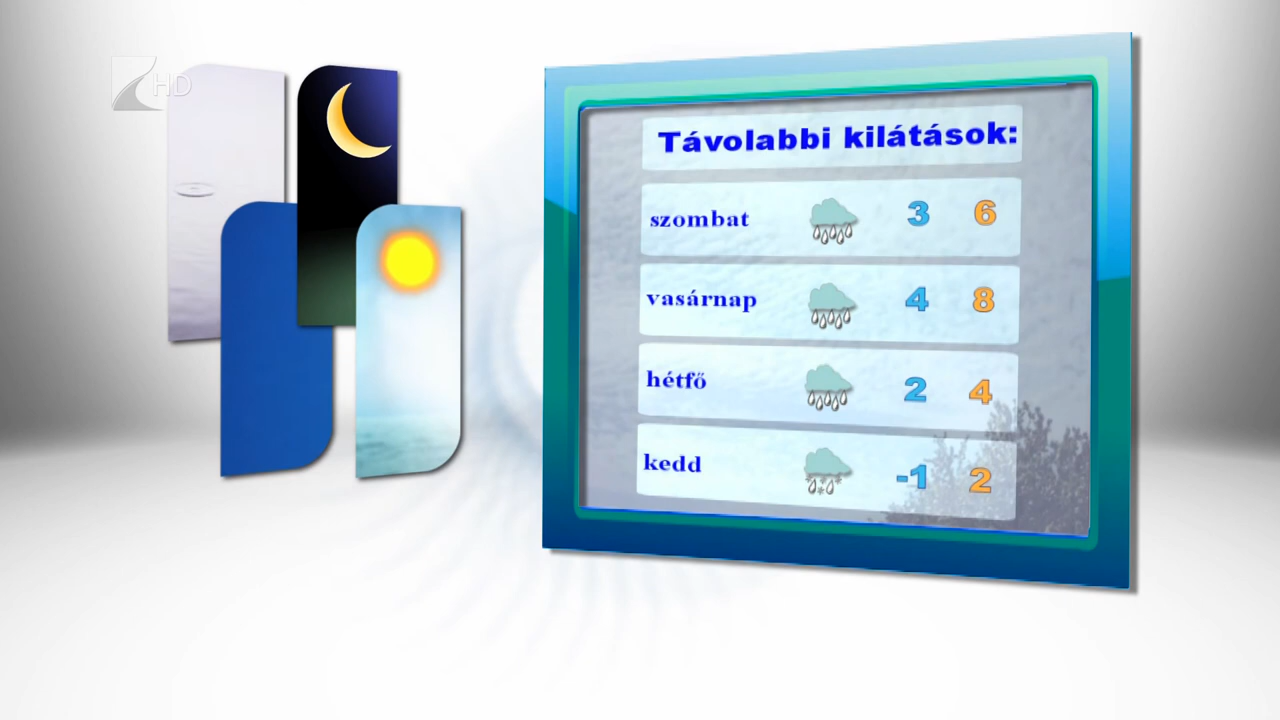 HD
Távolabbi kilátások:
szombat 3 6
vasárnap 4 8
hétfő 2 4
kedd -1 2